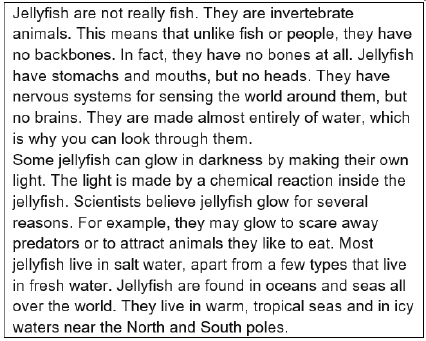 Jellyfish are not really fish. They are invertebrate
animals. This means that unlike fish or people, they have
no backbones. In fact, they have no bones at all. Jellyfish
have stomachs and mouths, but no heads. They have
nervous systems for sensing the world around them, but
no brains. They are made almost entirely of water, which
is why you can look through them.
Some jellyfish can glow in darkness by making their own
light. The light is made by a chemical reaction inside the
jellyfish. Scientists believe jellyfish glow for several
reasons. For example, they may glow to scare away
predators or to attract animals they like to eat. Most
jellyfish live in salt water, apart from a few types that live
in fresh water. Jellyfish are found in oceans and seas all
over the world. They live in warm, tropical seas and in icy
waters near the North and South poles.